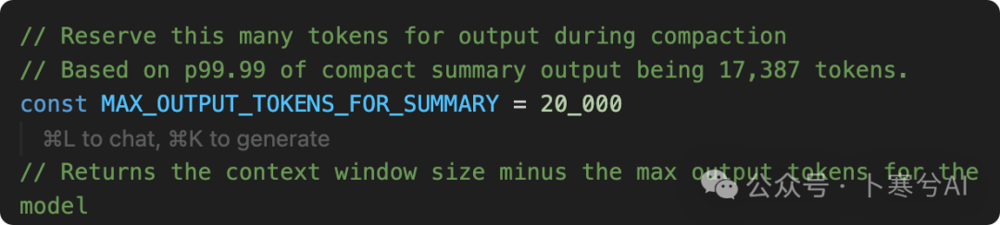 // Reserve this many tokens for output during compaction
// Based on p99.99 of compact summary output being 17,387 tokens.
const MAX_OUTPUT_TOKENS_FOR_SUMMARY = 20_000
⌘L to chat, ⌘K to generate
// Returns the context window size minus the max output tokens for the
model
公众号 · 卜寒兮AI